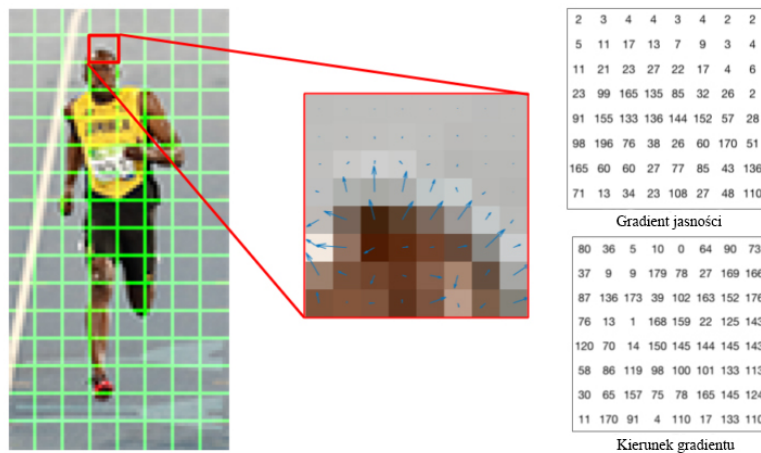 2 3 4 4 3 4 2 2
5 11 17 13 7 9 3 4
11 21 23 27 22 17 4 6
23 99 165 135 85 32 26 2
91 155 133 136 144 152 57 28
98 196 76 38 26 60 170 51
165 60 60 27 77 85 43 136
71 13 34 23 108 27 48 110
Gradient jasności
80 36 5 10 0 64 90 73
37 9 9 179 78 27 169 166
87 136 173 39 102 163 152 176
76 13 1 168 159 22 125 143
120 70 14 150 145 144 145 143
58 86 119 98 100 101 133 113
30 65 157 75 78 165 145 124
11 170 91 4 110 17 133 110
Kierunek gradientu